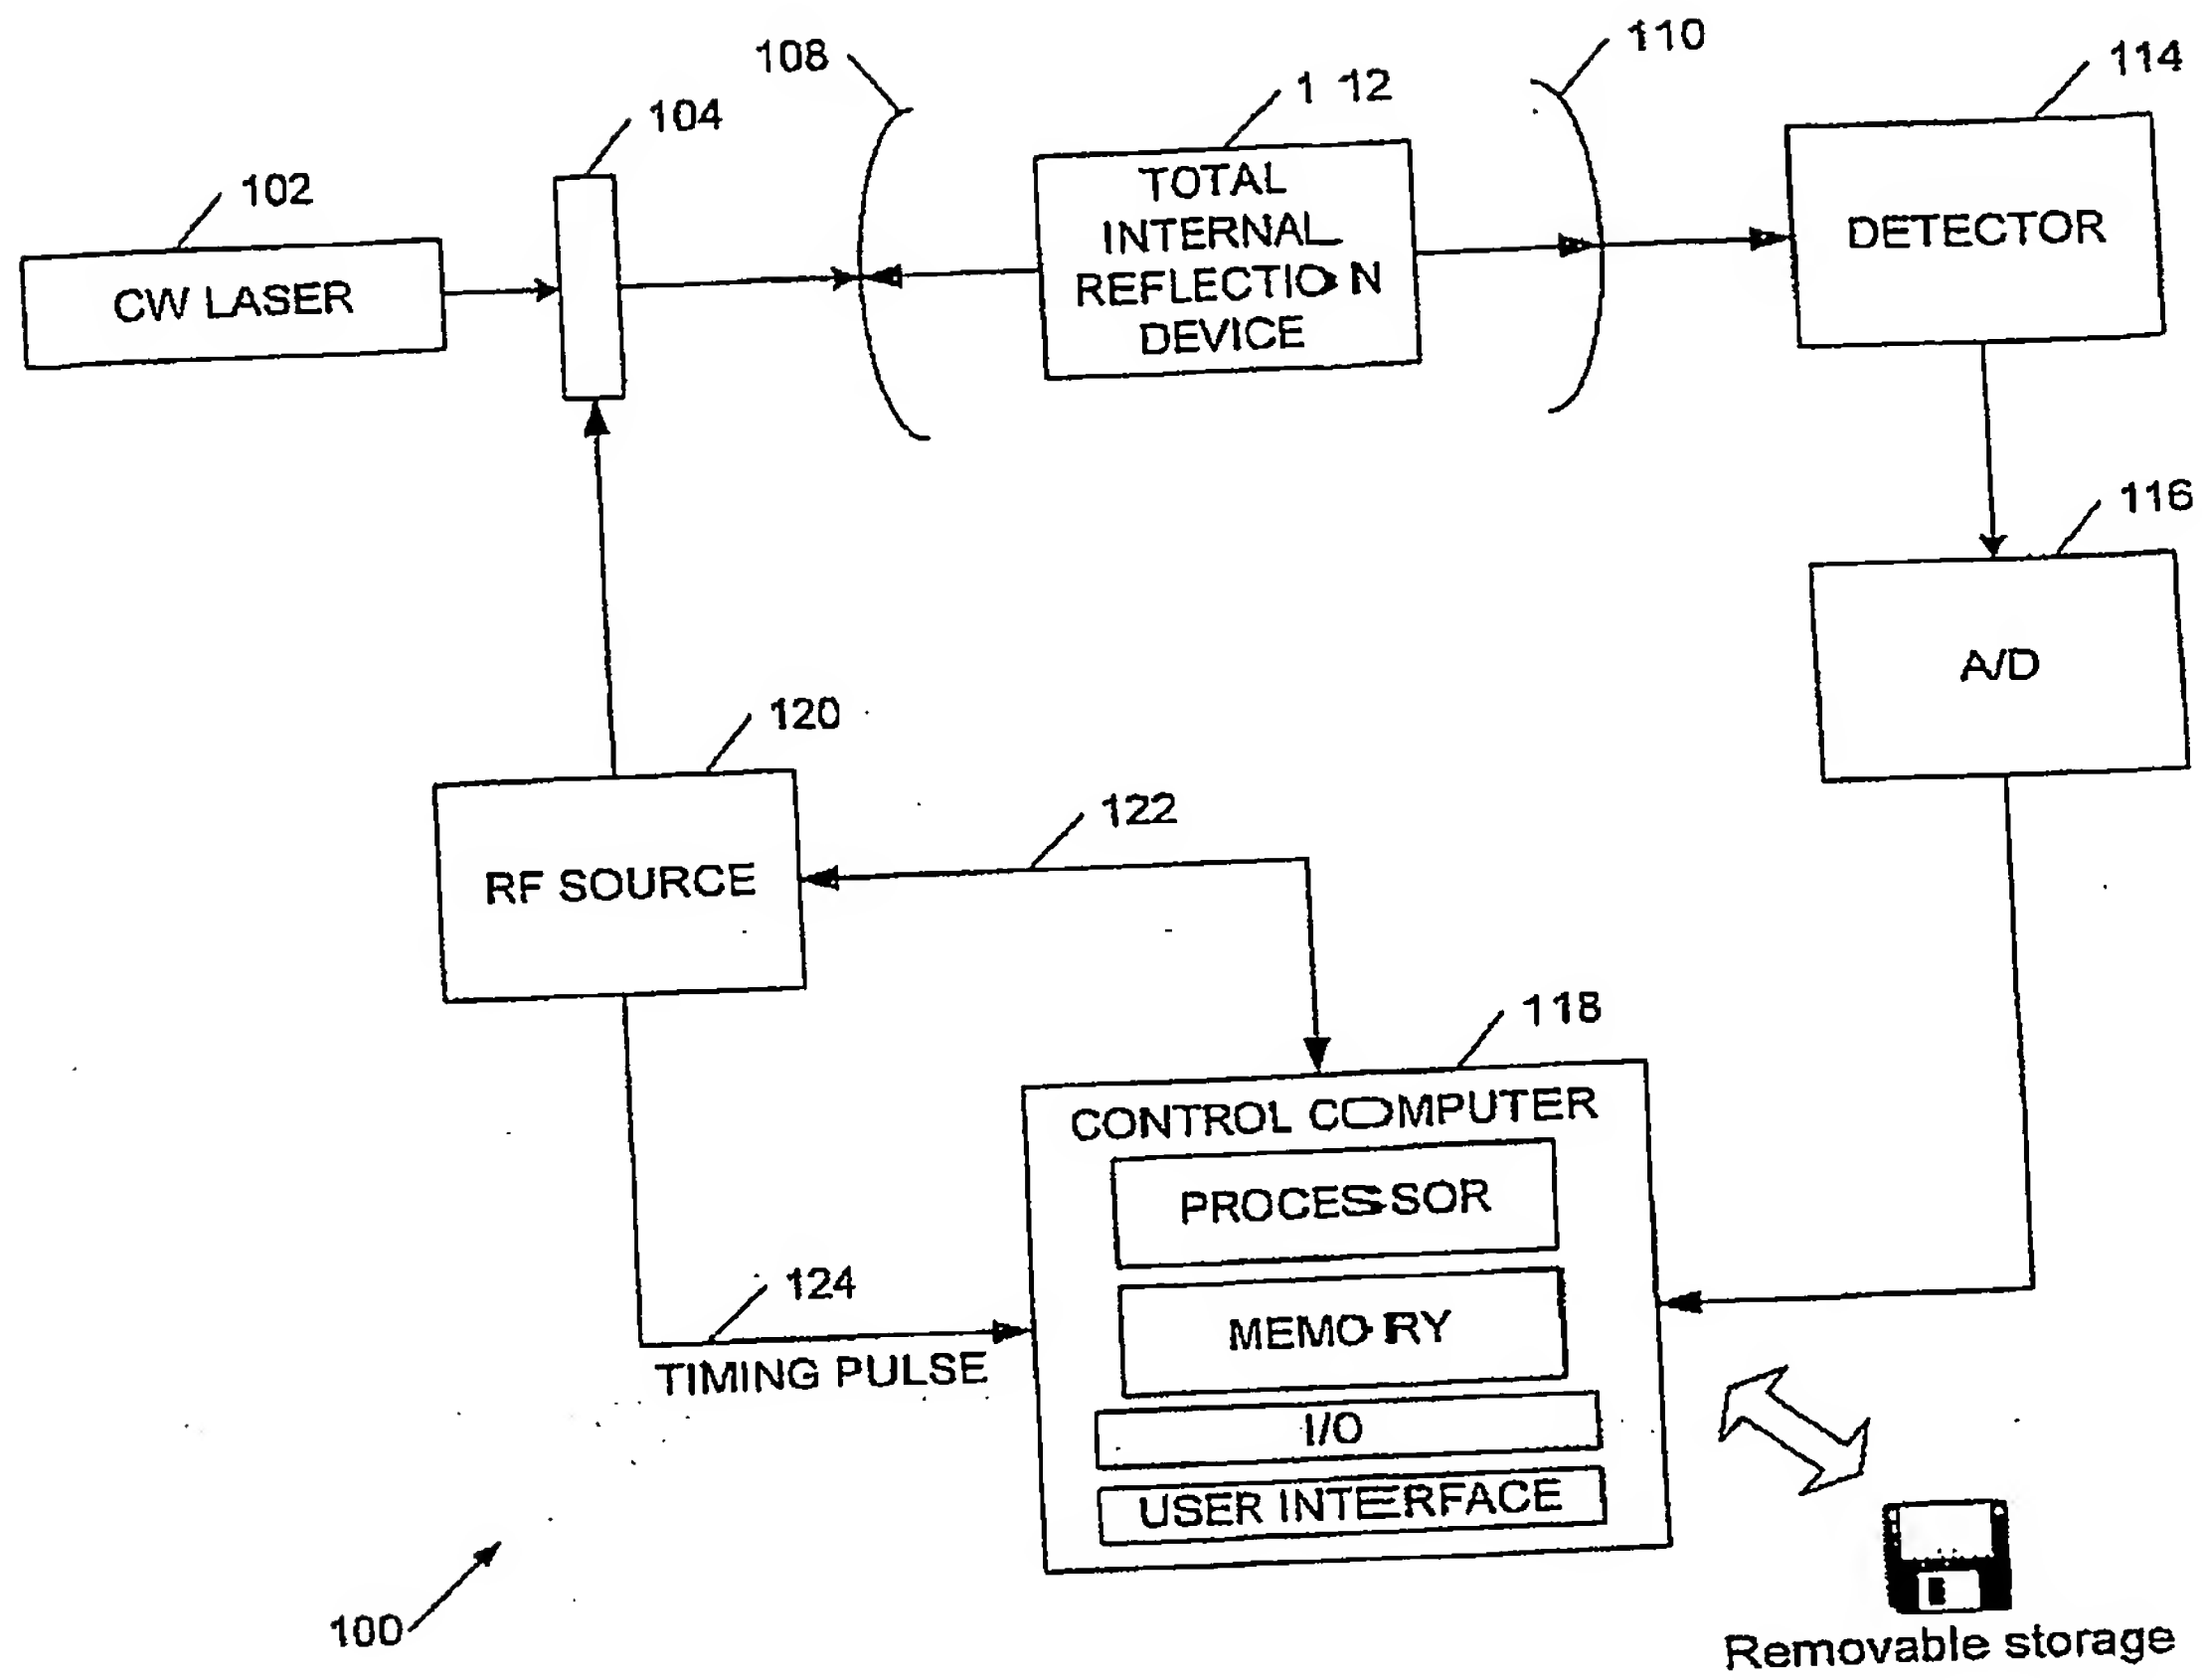 108
110
114
104
1 12
102
TOTAL
INTERNAL
REFLECTION
DEVICE
DETECTOR
CW LASER
116
A/D
120
122
RF SOURCE
118
CONTROL COMPUTER
PROCESSOR
124
MEMORY
TIMING PULSE
I/O
USER INTERFACE
100
Removable storage